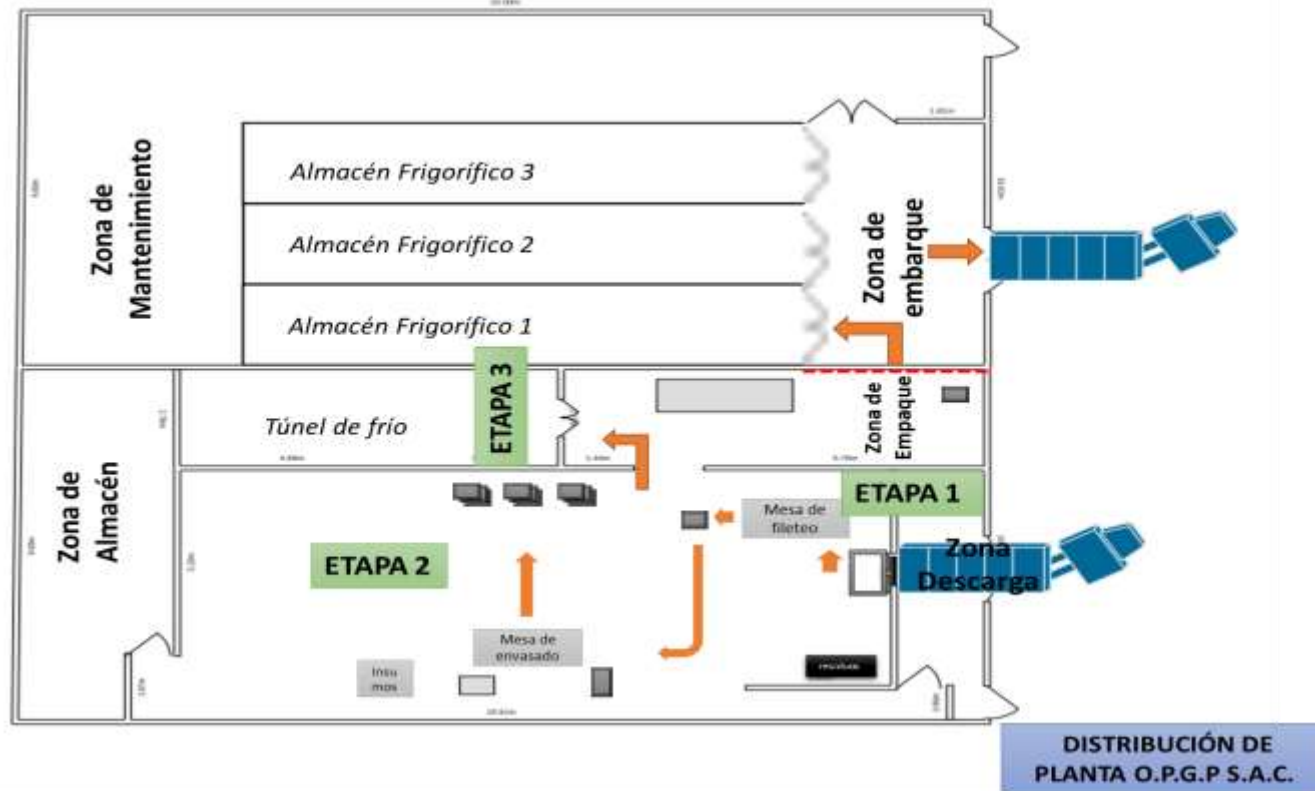 Zona de
Mantenimiento
Almacén Frigorífico 3
Almacén Frigorífico 2
Almacén Frigorífico 1
Zona de
embarque
ETAPA 3
Túnel de frío
Zona de
Empaque
Zona de
Almacén
ETAPA 1
Mesa de
fileteo
ETAPA 2
Zona
Descarga
Mesa de
envasado
Insu
mos
residuos
DISTRIBUCIÓN DE
PLANTA O.P.G.P S.A.C.